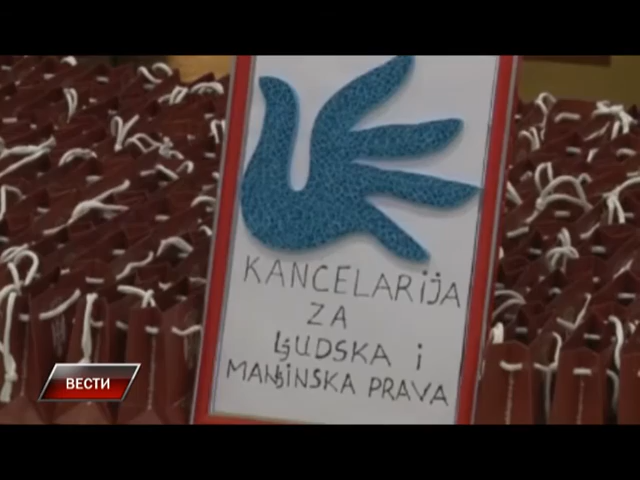 KANCELARiJA
ZA
LJUDSKA i
MANJINSKA PRAVA
ВЕСТИ